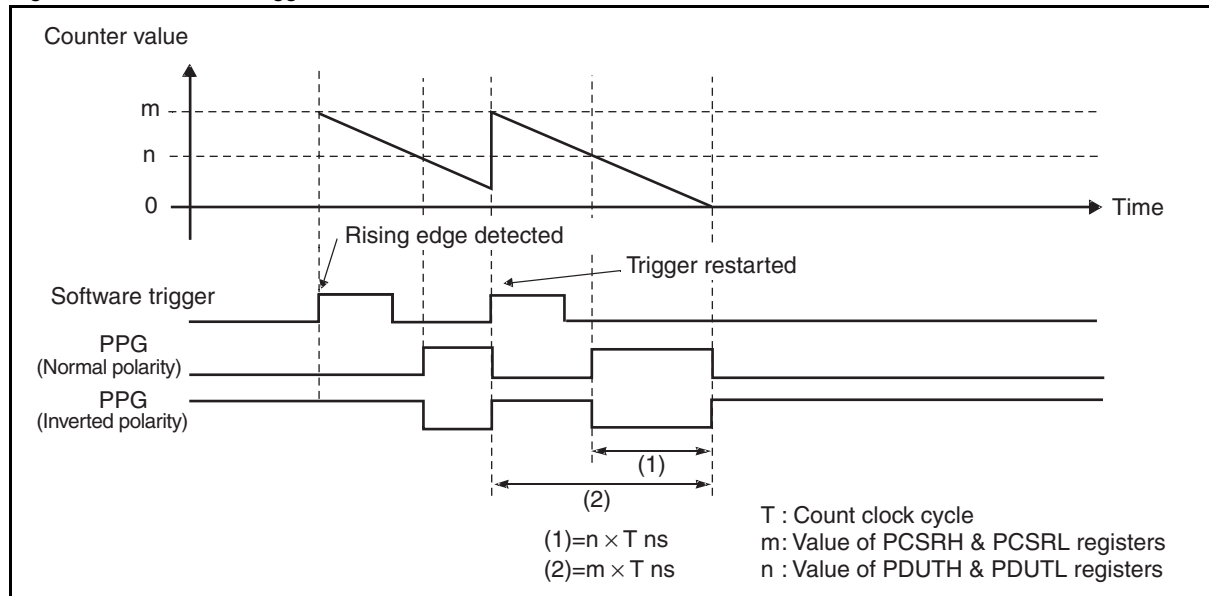 Counter value
m
n
0
Time
Rising edge detected
Trigger restarted
Software trigger
PPG
(Normal polarity)
PPG
(Inverted polarity)
(1)
(2)
(1)=n × T ns
(2)=m × T ns
T : Count clock cycle
m: Value of PCSRH & PCSRL registers
n : Value of PDUTH & PDUTL registers